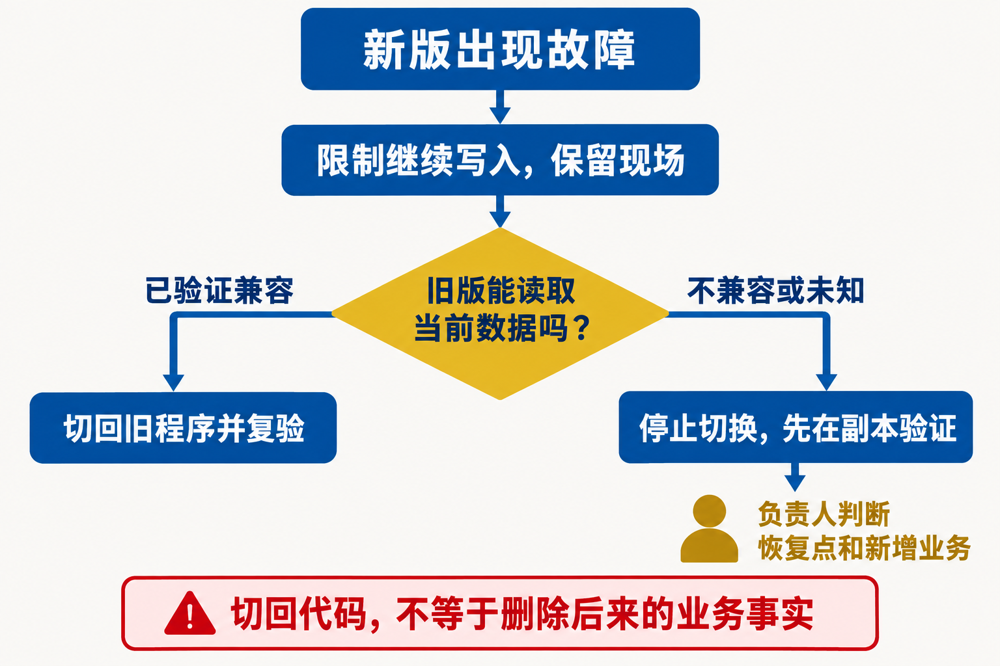 新版出现故障
限制继续写入，保留现场
旧版能读取
当前数据吗？
已验证兼容
不兼容或未知
切回旧程序并复验
停止切换，先在副本验证
负责人判断
恢复点和新增业务
切回代码，不等于删除后来的业务事实